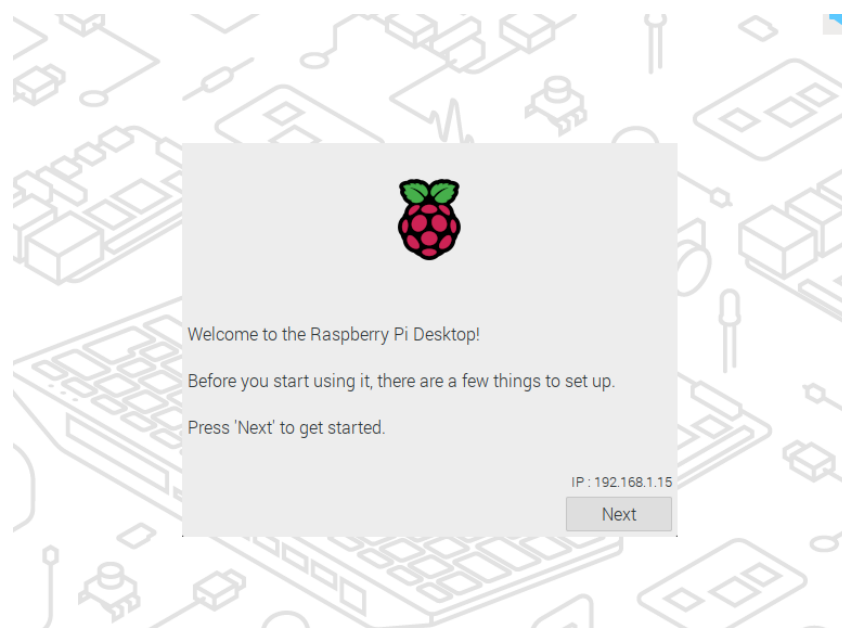 Welcome to the Raspberry Pi Desktop!
Before you start using it, there are a few things to set up.
Press 'Next' to get started.
IP : 192.168.1.15
Next